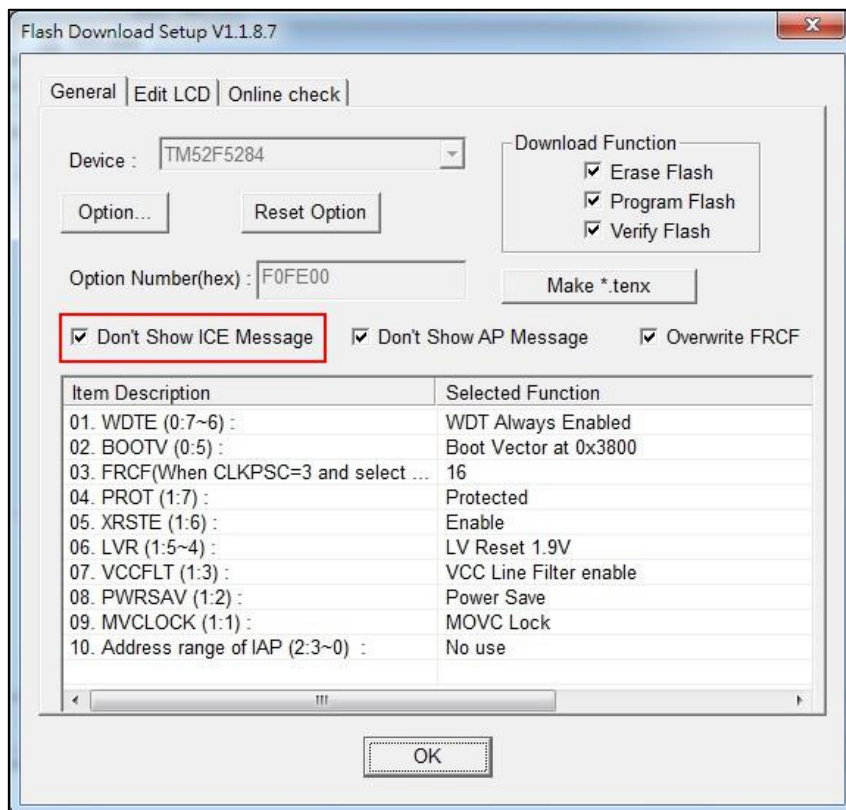 Flash Download Setup V1.1.8.7
General Edit LCD Online check
Device : TM52F5284
Download Function
Erase Flash
Program Flash
Verify Flash
Option... Reset Option
Option Number(hex) : F0FE00
Make *.tenx
Don't Show ICE Message Don't Show AP Message Overwrite FRCF
Item Description Selected Function
01. WDTE (0:7~6) : WDT Always Enabled
02. BOOTV (0:5) : Boot Vector at 0x3800
03. FRCF(When CLKPSC=3 and select ... 16
04. PROT (1:7) : Protected
05. XRSTE (1:6) : Enable
06. LVR (1:5~4) : LV Reset 1.9V
07. VCCFLT (1:3) : VCC Line Filter enable
08. PWRSAV (1:2) : Power Save
09. MVCLOCK (1:1) : MOVC Lock
10. Address range of IAP (2:3~0) : No use
OK